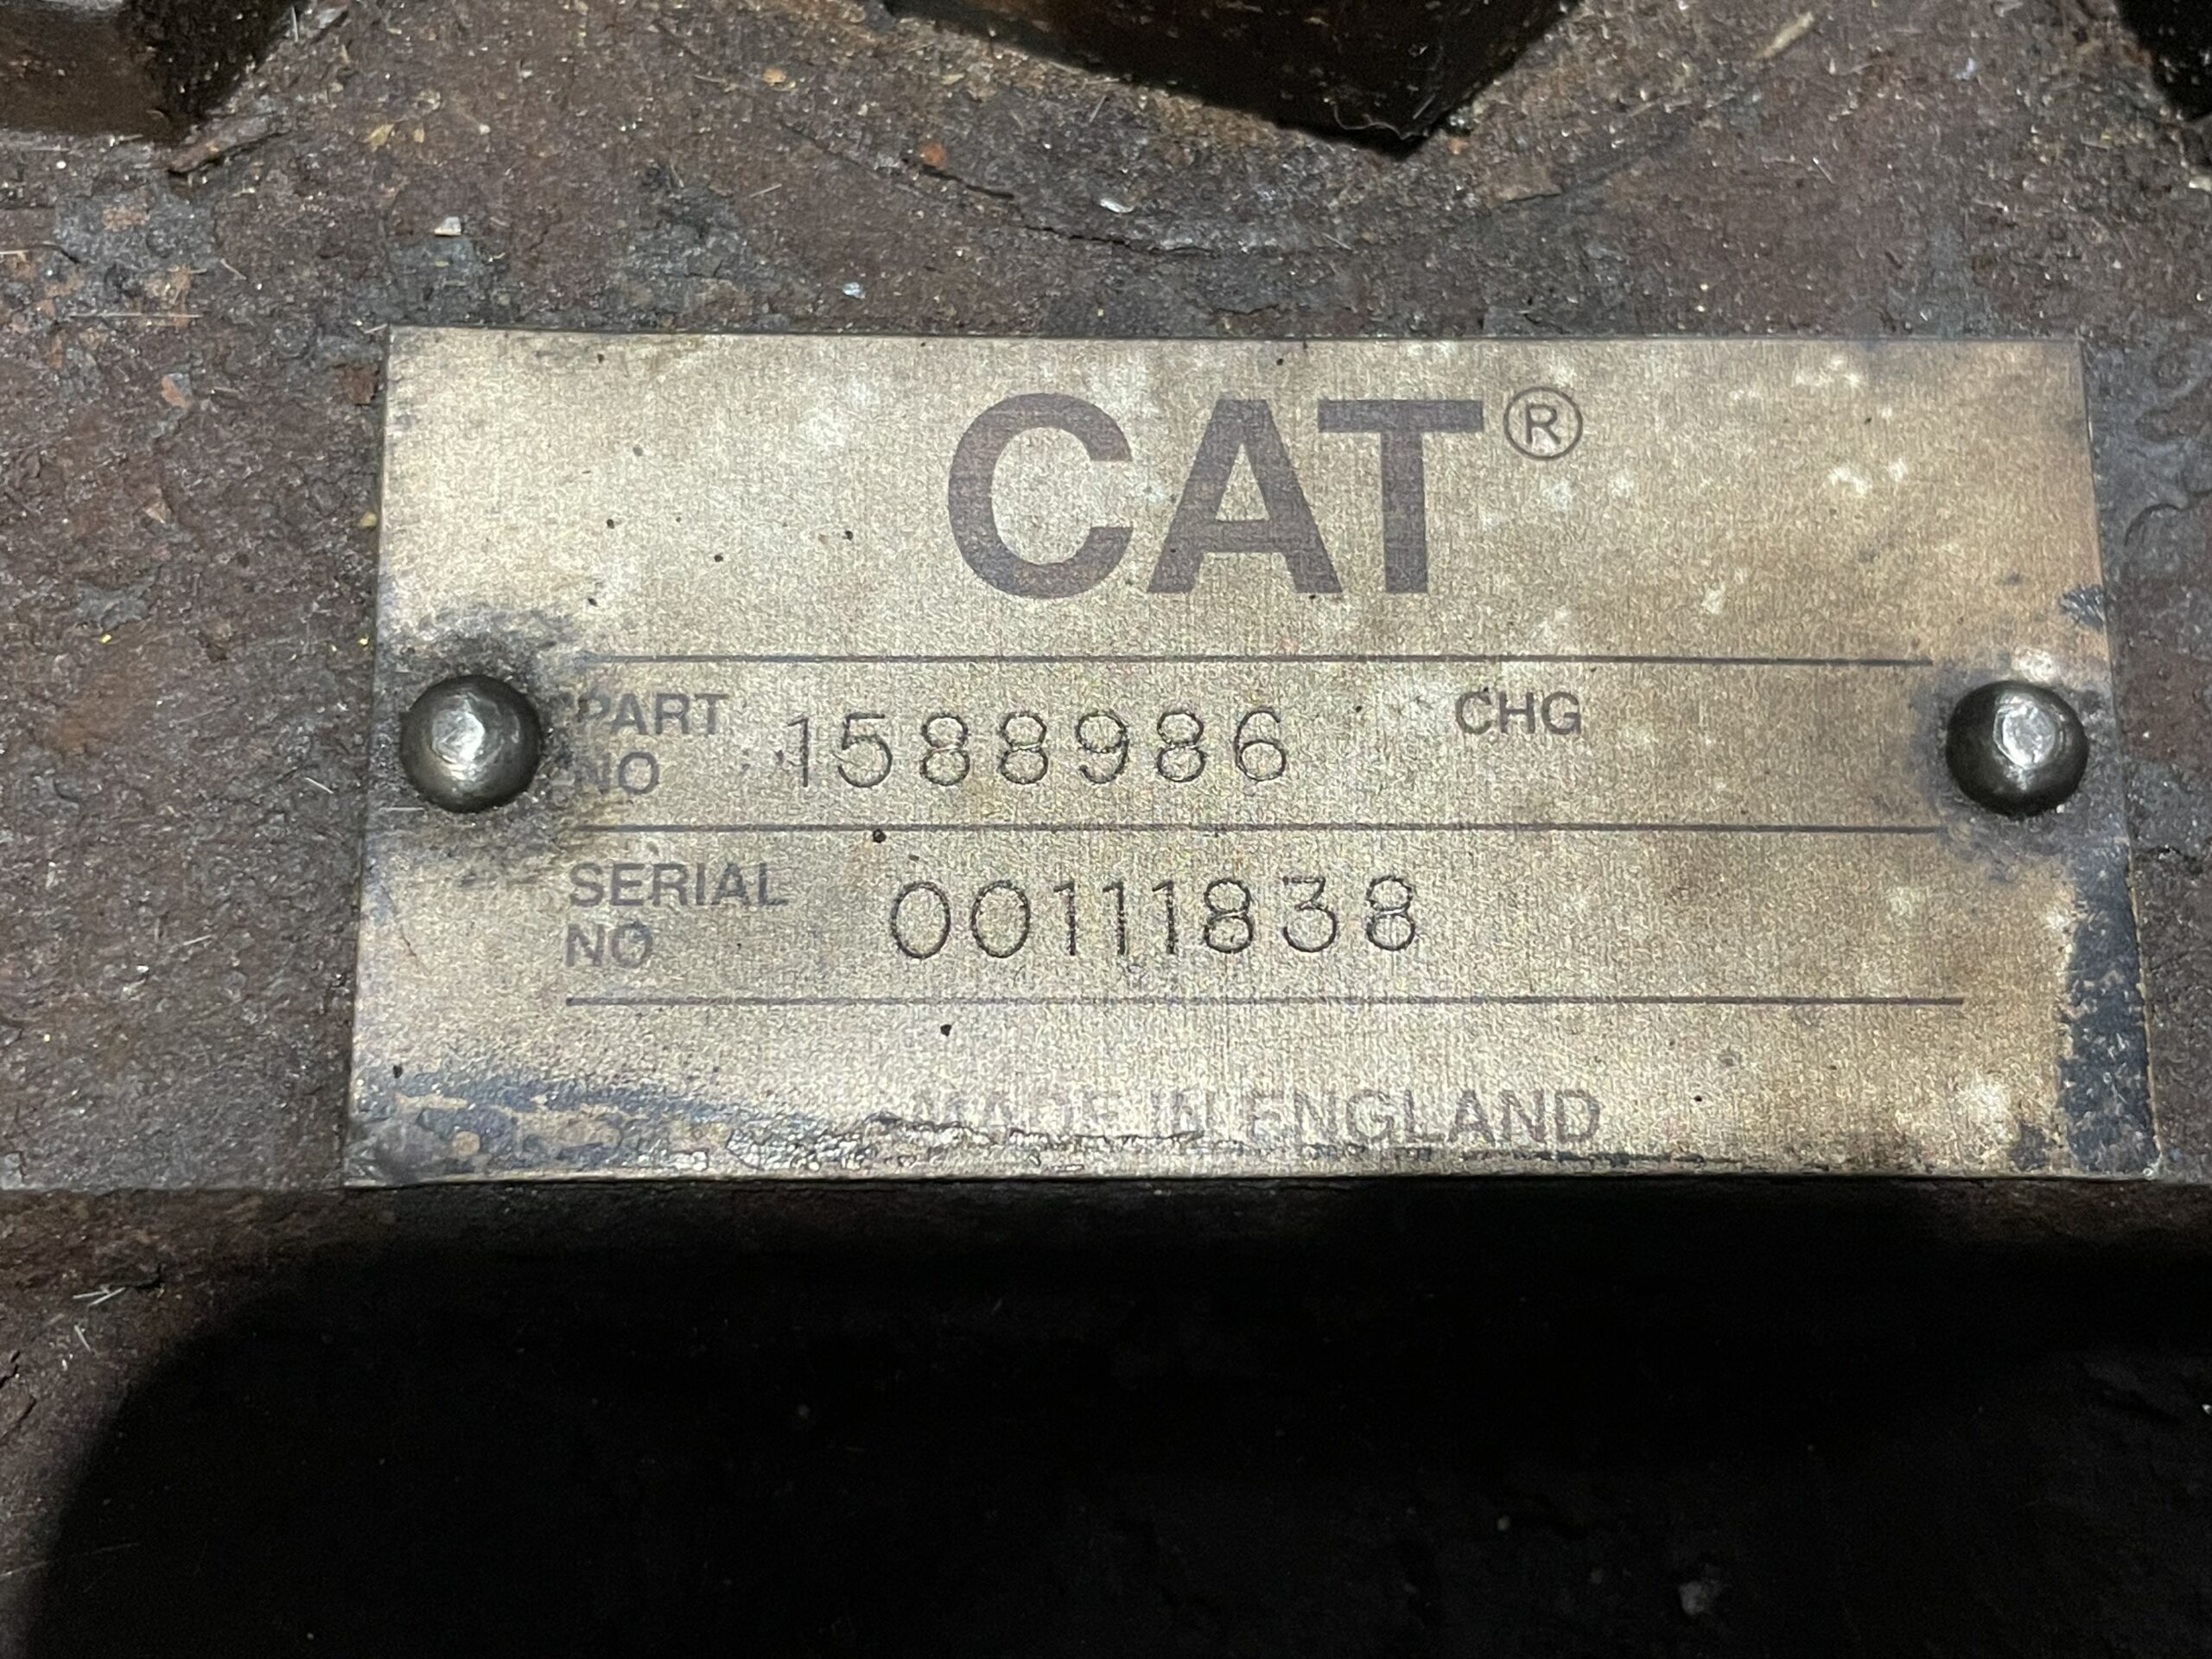 CAT®
PART NO 1588986 CHG
SERIAL NO 00111838
MADE IN ENGLAND